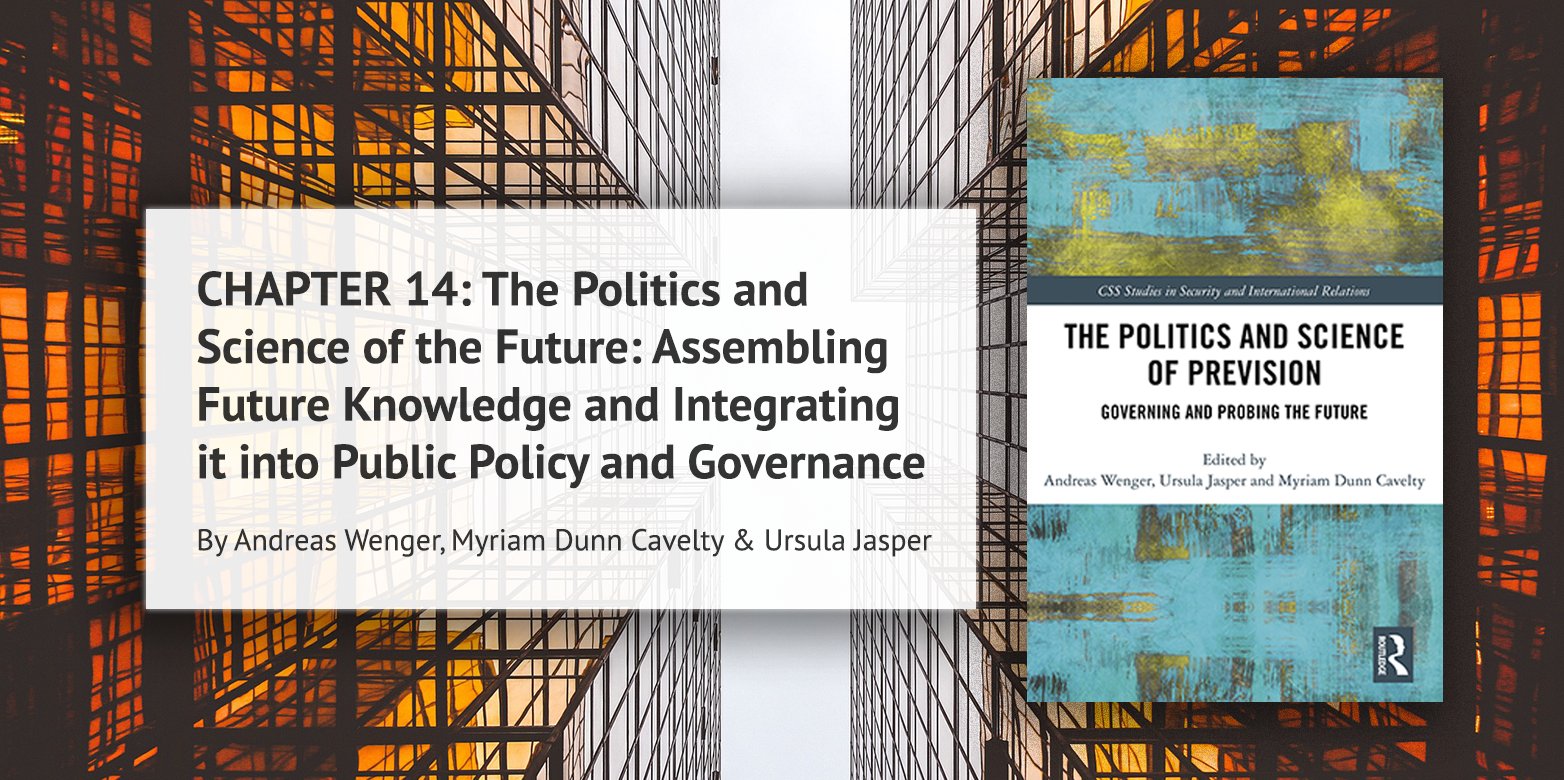 CHAPTER 14: The Politics and
Science of the Future: Assembling
Future Knowledge and Integrating
it into Public Policy and Governance
By Andreas Wenger, Myriam Dunn Cavelty & Ursula Jasper
CSS Studies in Security and International Relations
THE POLITICS AND SCIENCE
OF PREVISION
GOVERNING AND PROBING THE FUTURE
Edited by
Andreas Wenger, Ursula Jasper and Myriam Dunn Cavelty
ROUTLEDGE